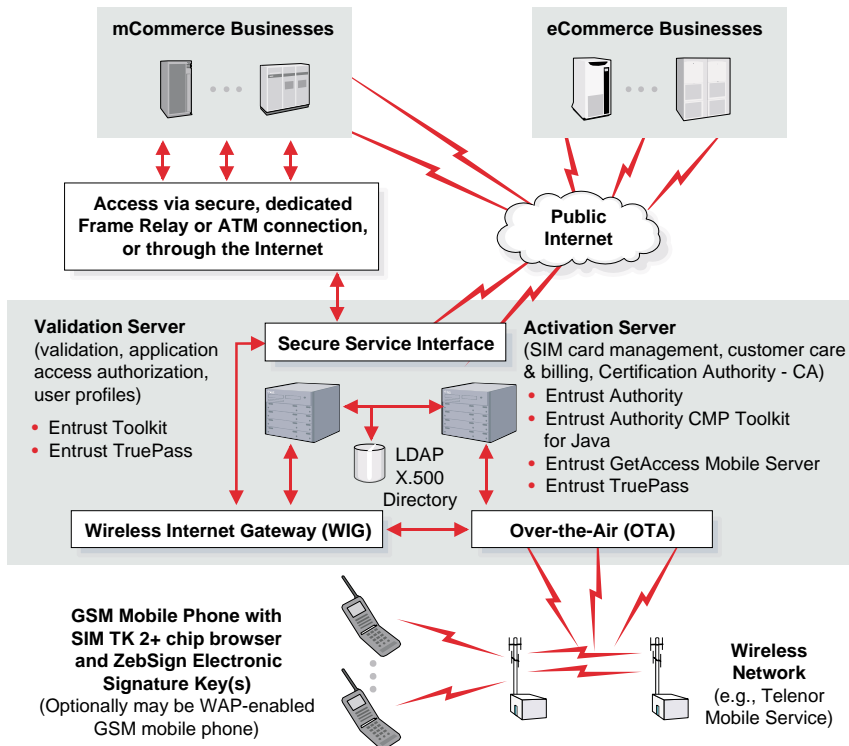 mCommerce Businesses
eCommerce Businesses
Access via secure, dedicated
Frame Relay or ATM connection,
or through the Internet
Public
Internet
Validation Server
(validation, application
access authorization,
user profiles)
• Entrust Toolkit
• Entrust TruePass
Secure Service Interface
Activation Server
(SIM card management, customer care
& billing, Certification Authority - CA)
• Entrust Authority
• Entrust Authority CMP Toolkit
for Java
• Entrust GetAccess Mobile Server
• Entrust TruePass
LDAP
X.500
Directory
Wireless Internet Gateway (WIG)
Over-the-Air (OTA)
GSM Mobile Phone with
SIM TK 2+ chip browser
and ZebSign Electronic
Signature Key(s)
(Optionally may be WAP-enabled
GSM mobile phone)
Wireless
Network
(e.g., Telenor
Mobile Service)